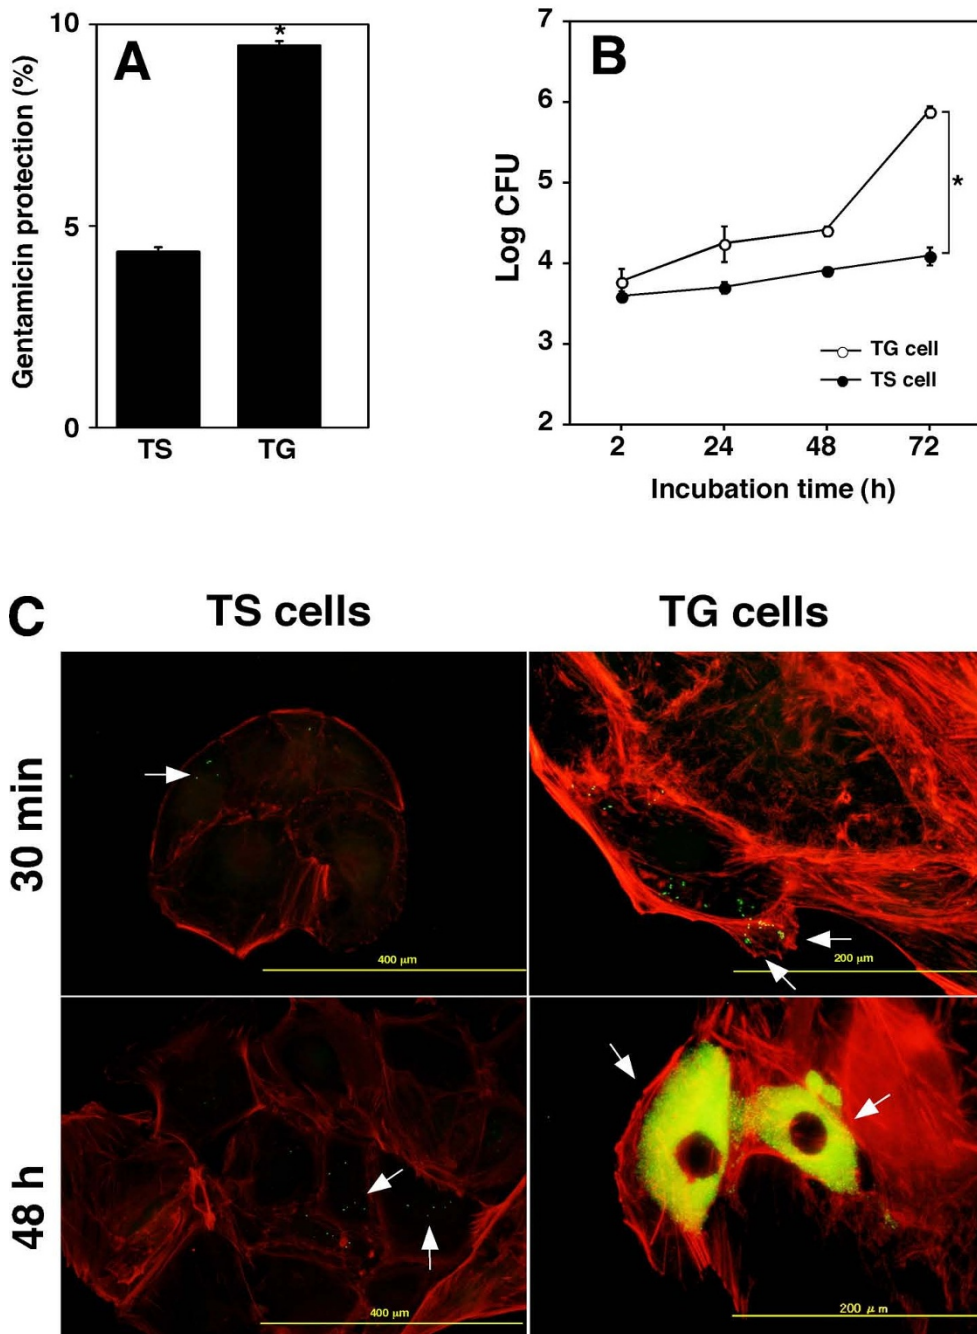 A
Gentamicin protection (%)
10
5
0
*
TS
TG
B
Log CFU
7
6
5
4
3
2
*
TG cell
TS cell
2
24
48
72
Incubation time (h)
C
TS cells
TG cells
30 min
400 µm
200 µm
48 h
400 µm
200 µm